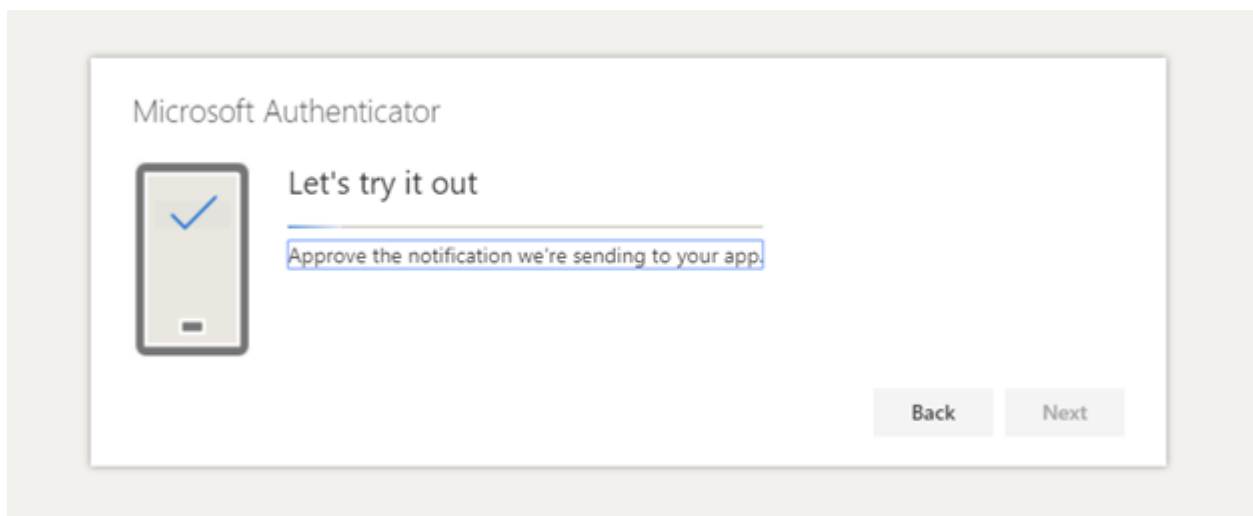 Microsoft Authenticator
Let's try it out
Approve the notification we're sending to your app.
Back
Next